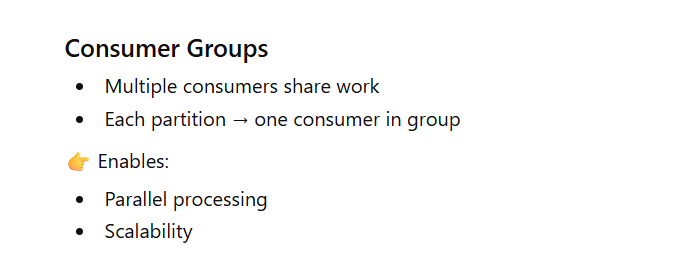 Consumer Groups
• Multiple consumers share work
• Each partition → one consumer in group
👉 Enables:
• Parallel processing
• Scalability